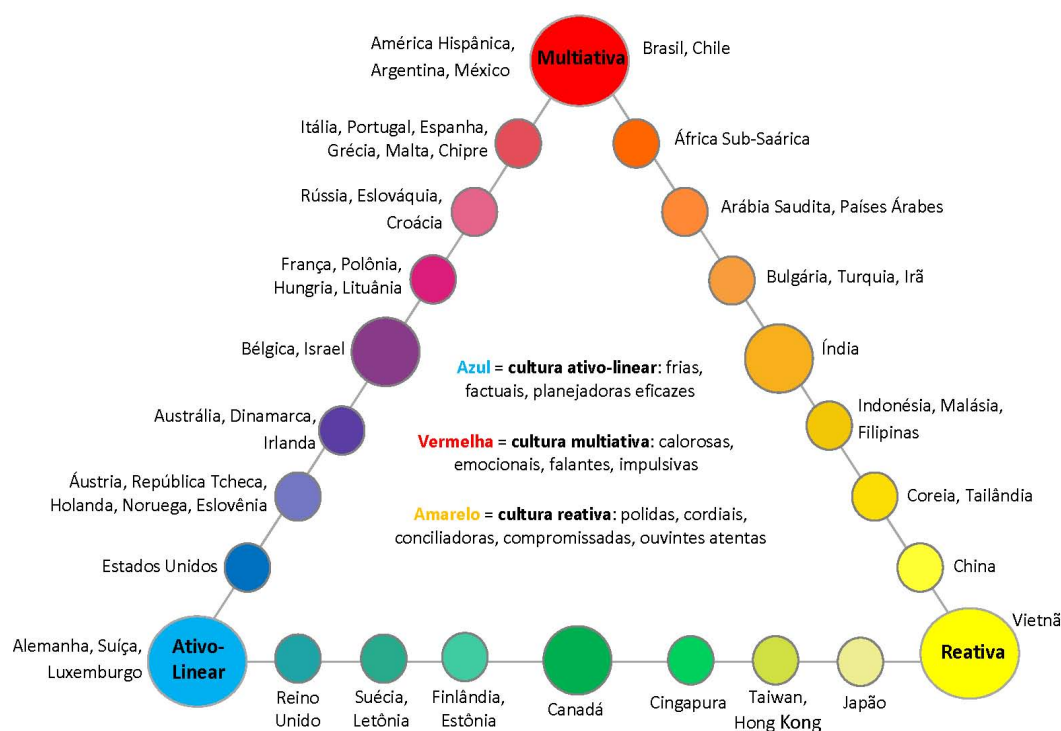 América Hispânica,
Argentina, México
Multiativa
Brasil, Chile
Itália, Portugal, Espanha,
Grécia, Malta, Chipre
África Sub-Saárica
Rússia, Eslováquia,
Croácia
Arábia Saudita, Países Árabes
França, Polônia,
Hungria, Lituânia
Bulgária, Turquia, Irã
Bélgica, Israel
Índia
Azul = cultura ativo-linear: frias,
factuais, planejadoras eficazes
Austrália, Dinamarca,
Irlanda
Indonésia, Malásia,
Filipinas
Vermelha = cultura multiativa: calorosas,
emocionais, falantes, impulsivas
Áustria, República Tcheca,
Holanda, Noruega, Eslovênia
Coreia, Tailândia
Amarelo = cultura reativa: polidas, cordiais,
conciliadoras, compromissadas, ouvintes atentas
Estados Unidos
China
Alemanha, Suíça,
Luxemburgo
Ativo-
Linear
Reativa
Vietnã
Reino
Unido
Suécia,
Letônia
Finlândia,
Estônia
Canadá
Cingapura
Taiwan,
Hong Kong
Japão